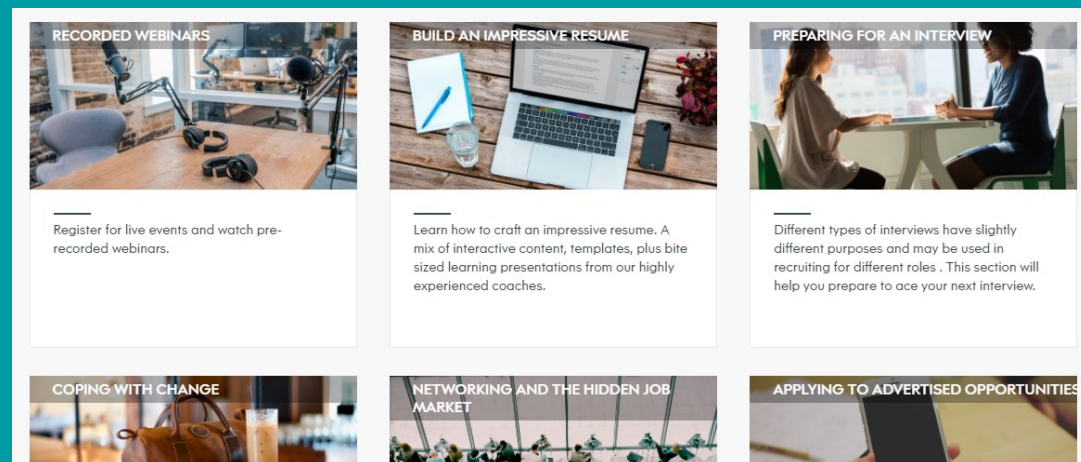 RECORDED WEBINARS
Register for live events and watch pre-
recorded webinars.
BUILD AN IMPRESSIVE RESUME
Learn how to craft an impressive resume. A
mix of interactive content, templates, plus bite
sized learning presentations from our highly
experienced coaches.
PREPARING FOR AN INTERVIEW
Different types of interviews have slightly
different purposes and may be used in
recruiting for different roles . This section will
help you prepare to ace your next interview.
COPING WITH CHANGE
NETWORKING AND THE HIDDEN JOB
MARKET
APPLYING TO ADVERTISED OPPORTUNITIES